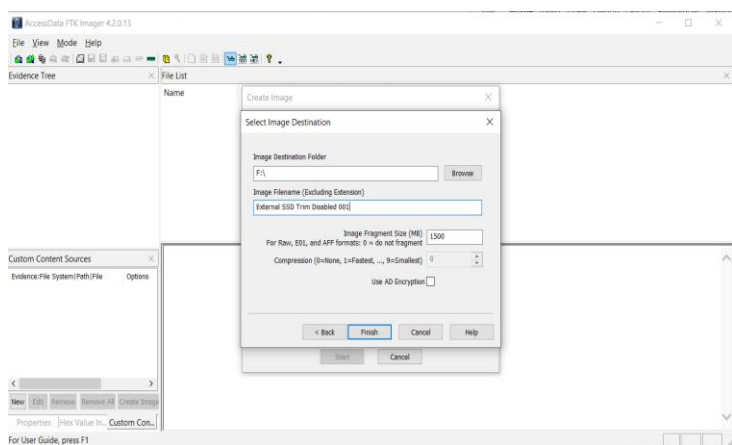 AccessData FTK Imager 4.2.0.13
File View Mode Help
Evidence Tree
File List
Name
Create Image
Select Image Destination
Image Destination Folder
F:\
Browse
Image Filename (Excluding Extension)
External SSD Trim Disabled 001
Image Fragment Size (MB)
1500
For Raw, E01, and AFF formats: 0 = do not fragment
Compression (0=None, 1=Fastest, ..., 9=Smallest)
0
Use AD Encryption
< Back Finish Cancel Help
Start Cancel
Custom Content Sources
Evidence:File System|Path|File Options
New Edit Remove Remove All Create Image
Properties Hex Value In... Custom Con...
For User Guide, press F1